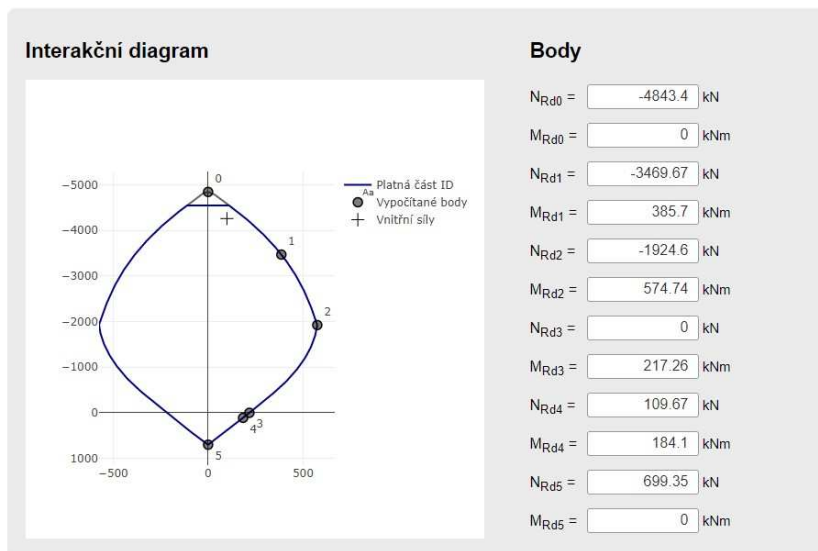 Interakční diagram
−5000
−4000
−3000
−2000
−1000
0
1000
−500
0
500
0
1
2
3
4
5
Aa
Platná část ID
Vypočítané body
Vnitřní síly
Body
NRd0 = -4843.4 kN
MRd0 = 0 kNm
NRd1 = -3469.67 kN
MRd1 = 385.7 kNm
NRd2 = -1924.6 kN
MRd2 = 574.74 kNm
NRd3 = 0 kN
MRd3 = 217.26 kNm
NRd4 = 109.67 kN
MRd4 = 184.1 kNm
NRd5 = 699.35 kN
MRd5 = 0 kNm